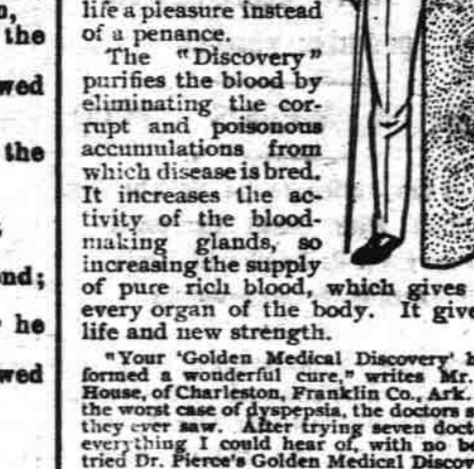 the
wed
the
nd;
he
wed
life a pleasure instead
of a penance.
The "Discovery"
purifies the blood by
eliminating the cor-
rupt and poisonous
accumulations from
which disease is bred.
It increases the ac-
tivity of the blood-
making glands, so
increasing the supply
of pure rich blood, which gives
every organ of the body. It give
life and new strength.
"Your 'Golden Medical Discovery' h
formed a wonderful cure," writes Mr.
House, of Charleston, Franklin Co., Ark.
the worst case of dyspepsia, the doctors s
they ever saw. After trying seven doct
everything I could hear of, with no be
tried Dr. Pierce's Golden Medical Discov